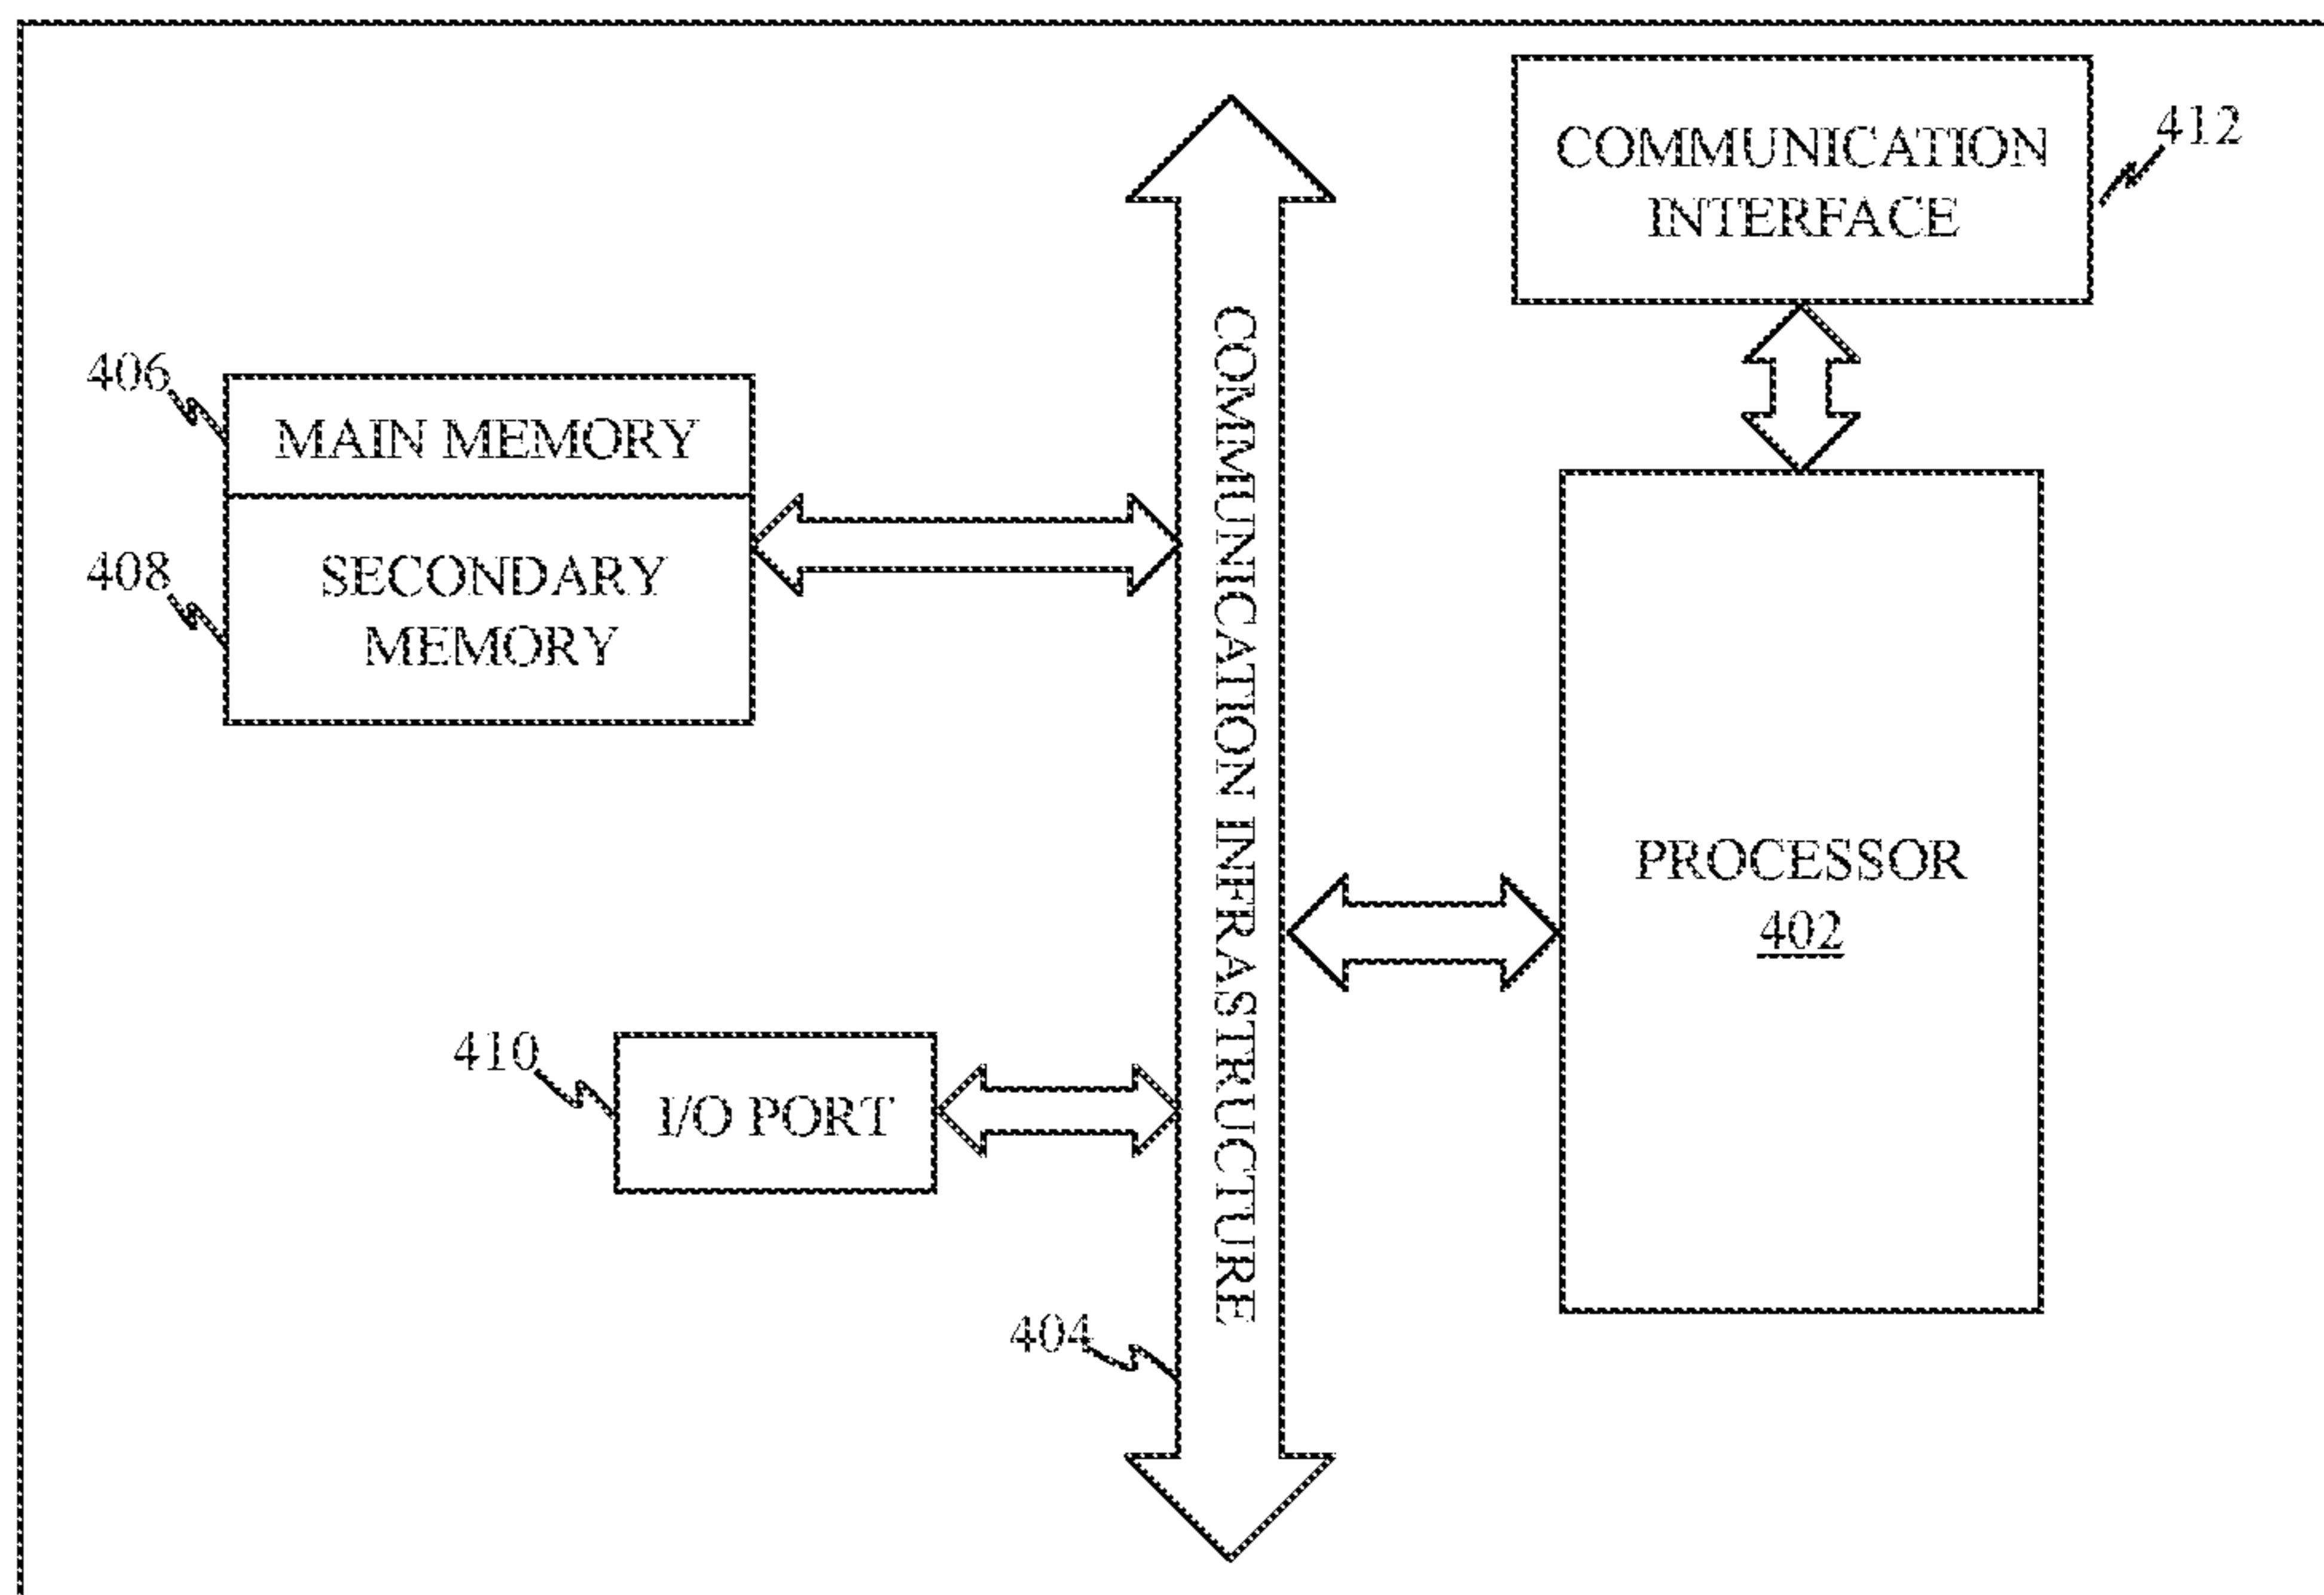 COMMUNICATION
INTERFACE
412
406
MAIN MEMORY
408
SECONDARY
MEMORY
COMMUNICATION INFRASTRUCTURE
PROCESSOR
402
410
I/O PORT
404